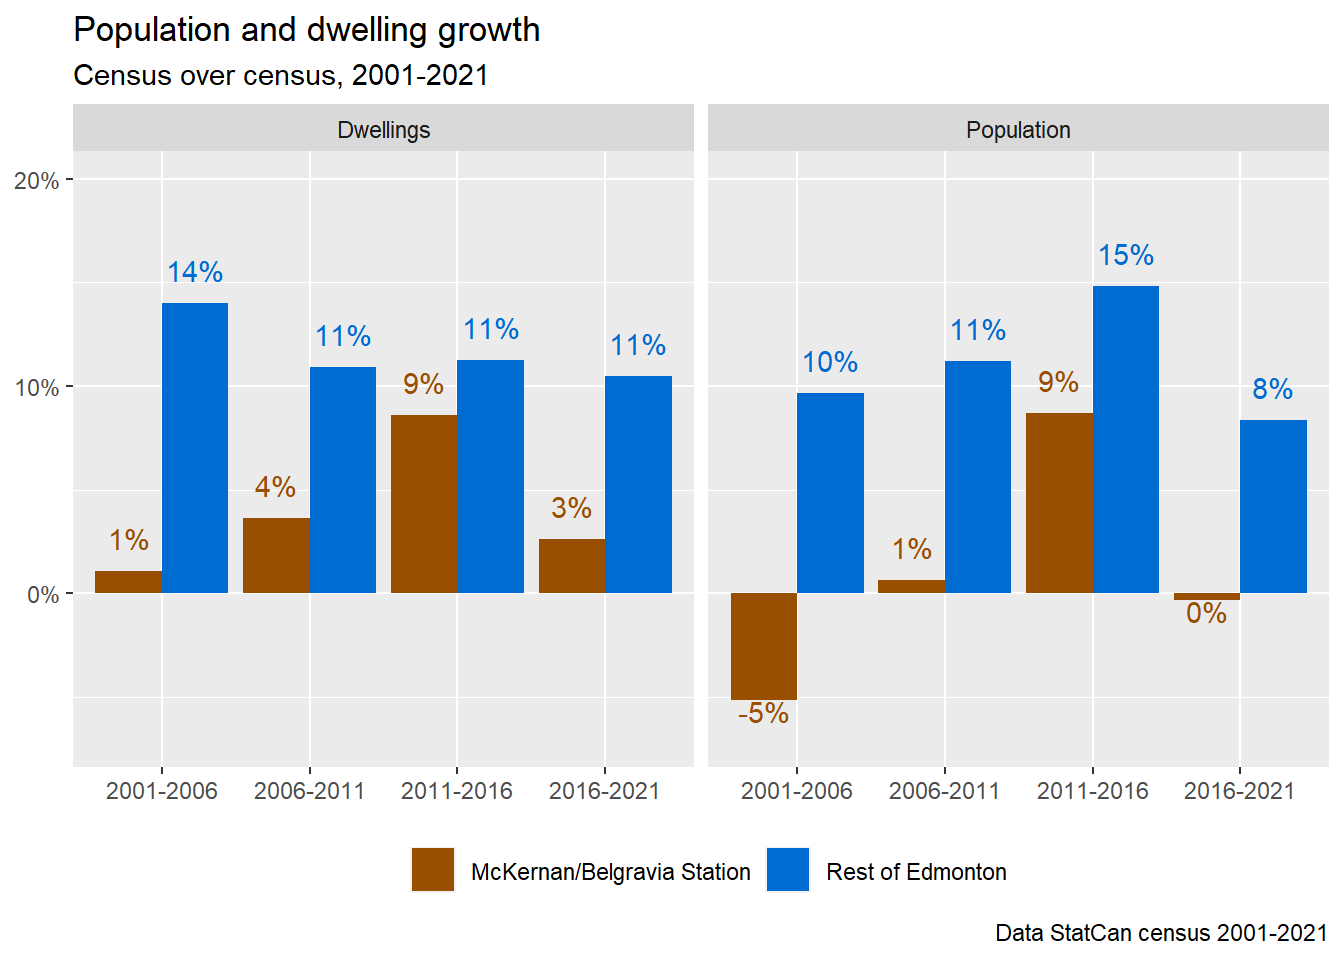 Population and dwelling growth
Census over census, 2001-2021
Dwellings
Population
20%
10%
0%
1%
14%
4%
11%
9%
11%
3%
11%
-5%
10%
1%
11%
9%
15%
0%
8%
2001-2006 2006-2011 2011-2016 2016-2021
2001-2006 2006-2011 2011-2016 2016-2021
McKernan/Belgravia Station Rest of Edmonton
Data StatCan census 2001-2021